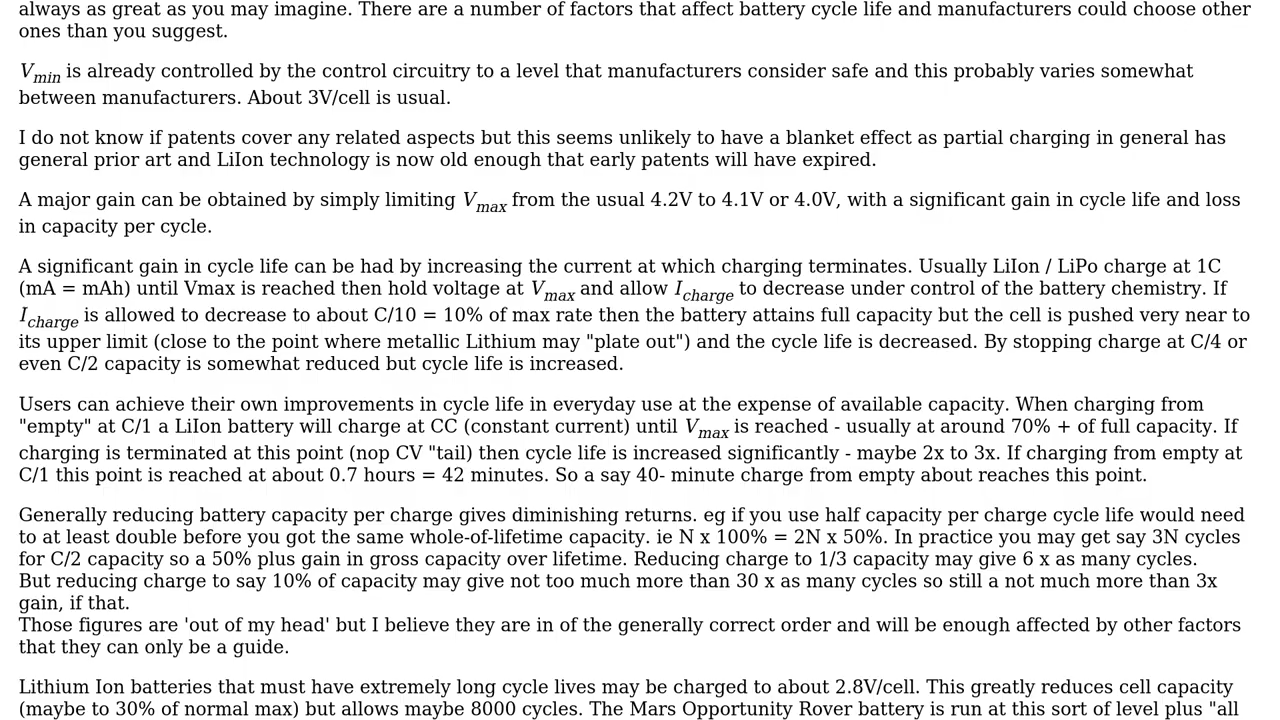 always as great as you may imagine. There are a number of factors that affect battery cycle life and manufacturers could choose other
ones than you suggest.
Vmin is already controlled by the control circuitry to a level that manufacturers consider safe and this probably varies somewhat
between manufacturers. About 3V/cell is usual.
I do not know if patents cover any related aspects but this seems unlikely to have a blanket effect as partial charging in general has
general prior art and LiIon technology is now old enough that early patents will have expired.
A major gain can be obtained by simply limiting Vmax from the usual 4.2V to 4.1V or 4.0V, with a significant gain in cycle life and loss
in capacity per cycle.
A significant gain in cycle life can be had by increasing the current at which charging terminates. Usually LiIon / LiPo charge at 1C
(mA = mAh) until Vmax is reached then hold voltage at Vmax and allow Icharge to decrease under control of the battery chemistry. If
Icharge is allowed to decrease to about C/10 = 10% of max rate then the battery attains full capacity but the cell is pushed very near to
its upper limit (close to the point where metallic Lithium may "plate out") and the cycle life is decreased. By stopping charge at C/4 or
even C/2 capacity is somewhat reduced but cycle life is increased.
Users can achieve their own improvements in cycle life in everyday use at the expense of available capacity. When charging from
"empty" at C/1 a LiIon battery will charge at CC (constant current) until Vmax is reached - usually at around 70% + of full capacity. If
charging is terminated at this point (nop CV "tail) then cycle life is increased significantly - maybe 2x to 3x. If charging from empty at
C/1 this point is reached at about 0.7 hours = 42 minutes. So a say 40- minute charge from empty about reaches this point.
Generally reducing battery capacity per charge gives diminishing returns. eg if you use half capacity per charge cycle life would need
to at least double before you got the same whole-of-lifetime capacity. ie N x 100% = 2N x 50%. In practice you may get say 3N cycles
for C/2 capacity so a 50% plus gain in gross capacity over lifetime. Reducing charge to 1/3 capacity may give 6 x as many cycles.
But reducing charge to say 10% of capacity may give not too much more than 30 x as many cycles so still a not much more than 3x
gain, if that.
Those figures are 'out of my head' but I believe they are in of the generally correct order and will be enough affected by other factors
that they can only be a guide.
Lithium Ion batteries that must have extremely long cycle lives may be charged to about 2.8V/cell. This greatly reduces cell capacity
(maybe to 30% of normal max) but allows maybe 8000 cycles. The Mars Opportunity Rover battery is run at this sort of level plus "all